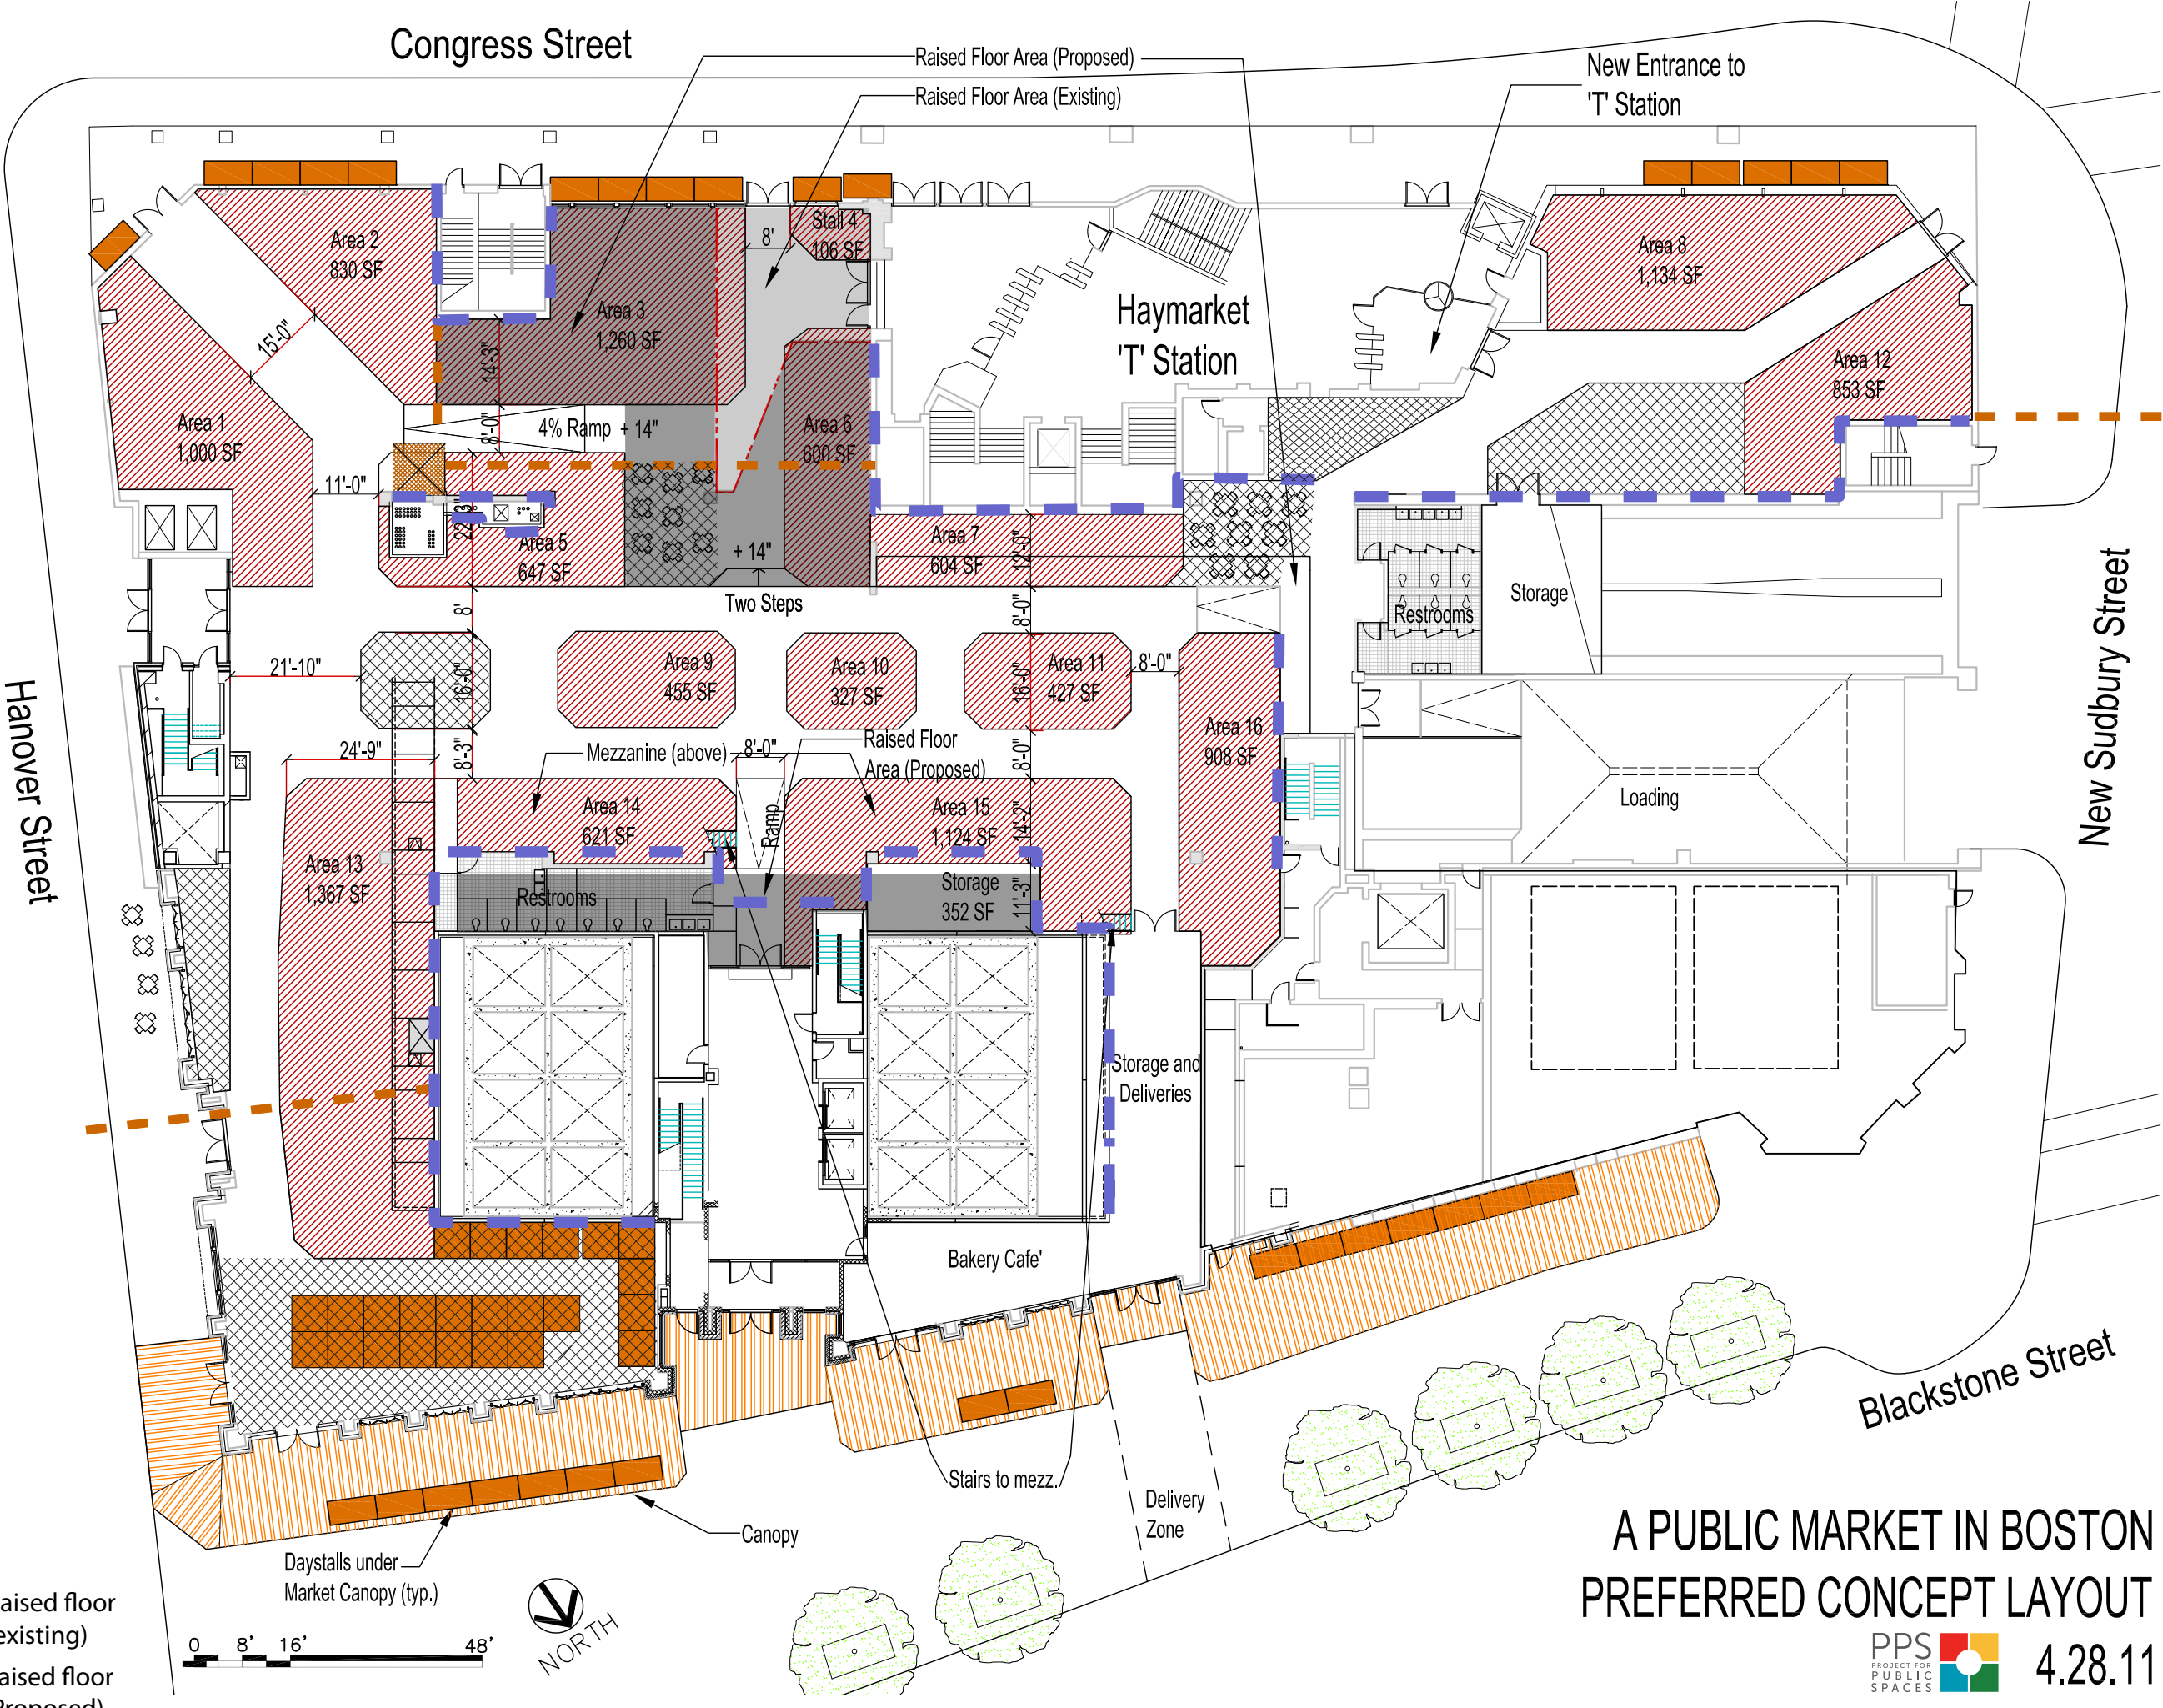 Congress Street
Raised Floor Area (Proposed)
Raised Floor Area (Existing)
New Entrance to
'T' Station
Area 2
830 SF
Area 3
1,260 SF
8'
Stall 4
106 SF
Haymarket
'T' Station
Area 8
1,134 SF
Area 12
853 SF
15'-0"
14'-3"
Area 1
1,000 SF
8'-0"
4% Ramp + 14"
Area 6
600 SF
11'-0"
22'-3"
Area 5
647 SF
+ 14"
Two Steps
Area 7
604 SF
12'-0"
Restrooms
Storage
New Sudbury Street
Hanover Street
8'
8'-0"
21'-10"
16'-0"
Area 9
455 SF
Area 10
327 SF
16'-0"
Area 11
427 SF
8'-0"
Area 16
908 SF
24'-9"
8'-3"
Mezzanine (above)
8'-0"
Raised Floor
Area (Proposed)
8'-0"
Loading
Area 14
621 SF
Ramp
Area 15
1,124 SF
14'-2"
Area 13
1,367 SF
Restrooms
Storage
352 SF
11'-3"
Storage and
Deliveries
Bakery Cafe'
Blackstone Street
Stairs to mezz.
Delivery
Zone
Canopy
Daystalls under
Market Canopy (typ.)
NORTH
0 8' 16' 48'
aised floor
existing)
aised floor
Proposed)
A PUBLIC MARKET IN BOSTON
PREFERRED CONCEPT LAYOUT
PPS
PROJECT FOR
PUBLIC
SPACES
4.28.11